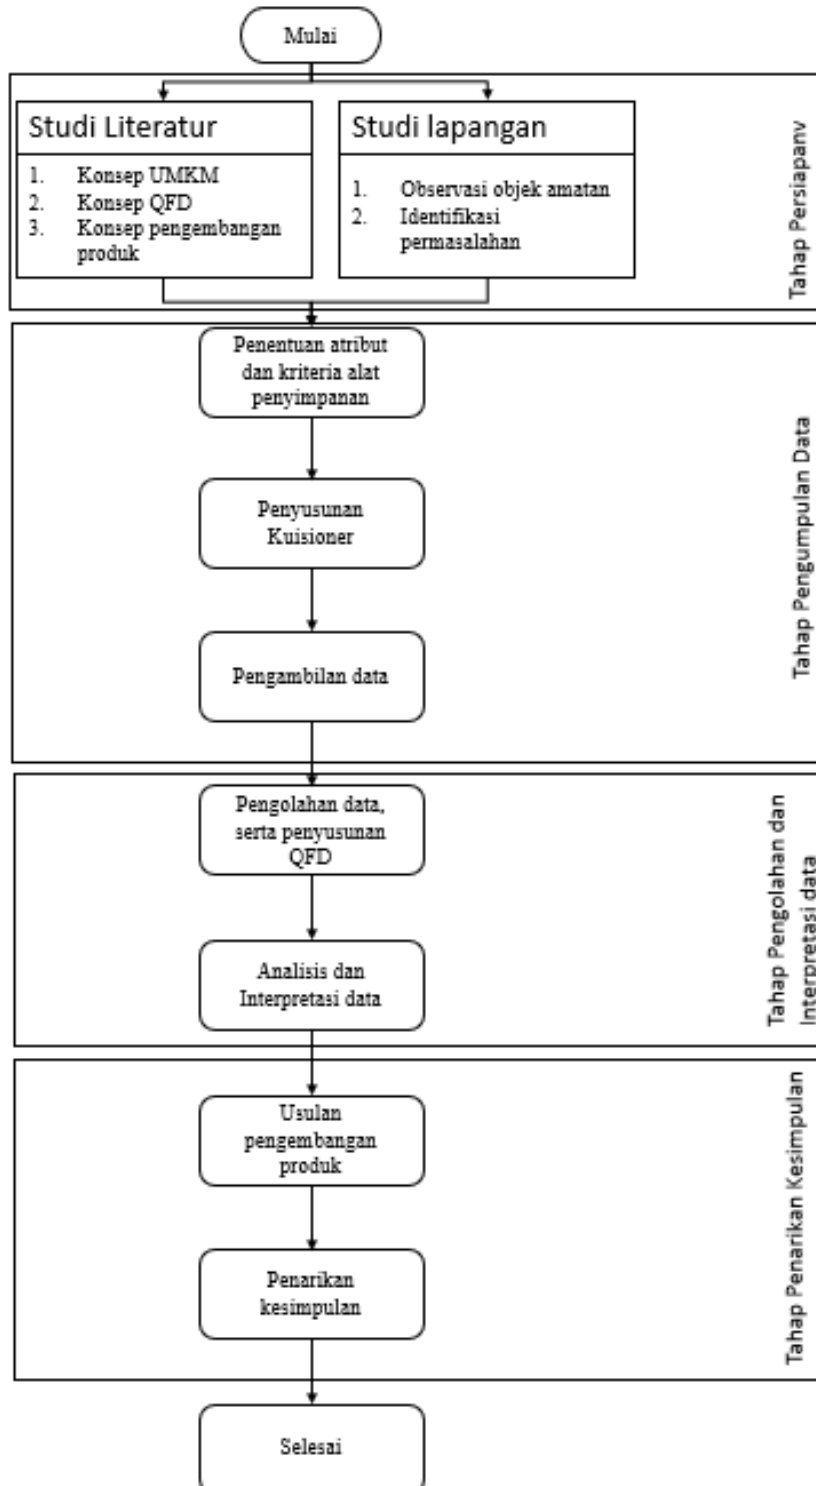 Mulai
Studi Literatur
1. Konsep UMKM
2. Konsep QFD
3. Konsep pengembangan
produk
Studi lapangan
1. Observasi objek amatan
2. Identifikasi
permasalahan
Tahap Persiapanv
Penentuan atribut
dan kriteria alat
penyimpanan
Penyusunan
Kuisioner
Pengambilan data
Tahap Pengumpulan Data
Pengolahan data,
serta penyusunan
QFD
Analisis dan
Interpretasi data
Tahap Pengolahan dan
Interpretasi data
Usulan
pengembangan
produk
Penarikan
kesimpulan
Tahap Penarikan Kesimpulan
Selesai